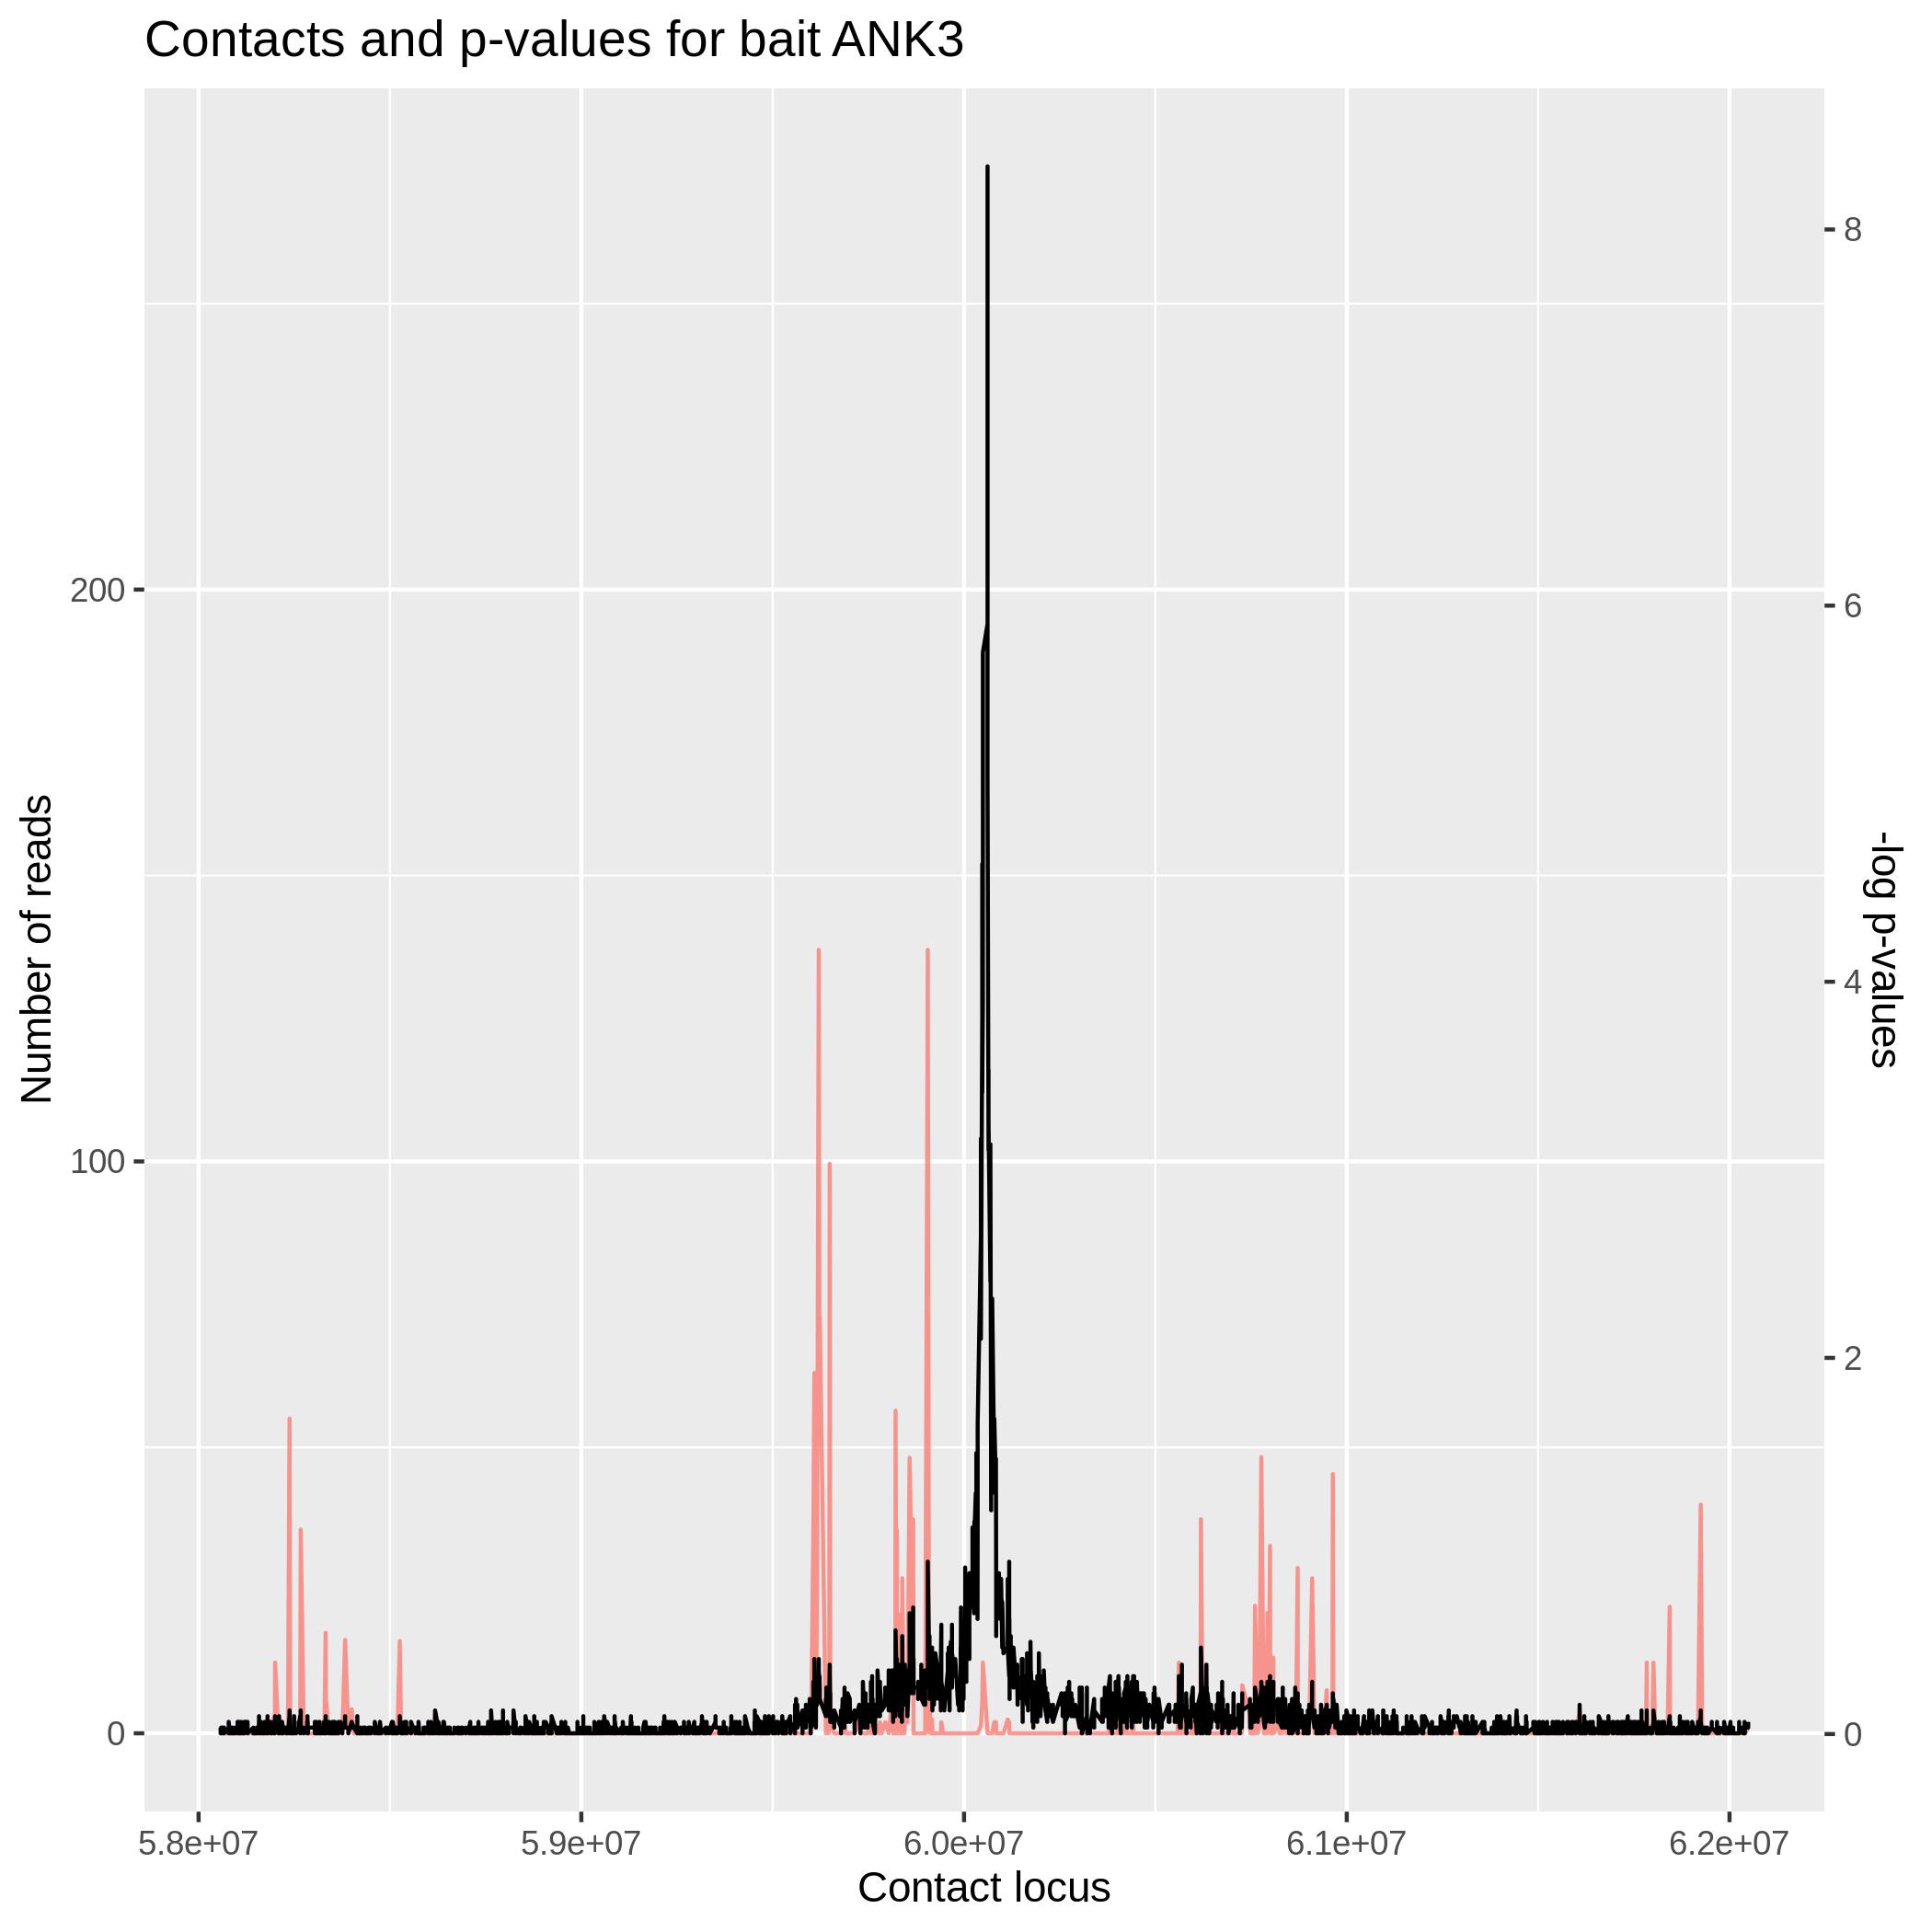 Contacts and p-values for bait ANK3
Number of reads
200
100
0
8
6
4
2
0
-log p-values
5.8e+07
5.9e+07
6.0e+07
6.1e+07
6.2e+07
Contact locus